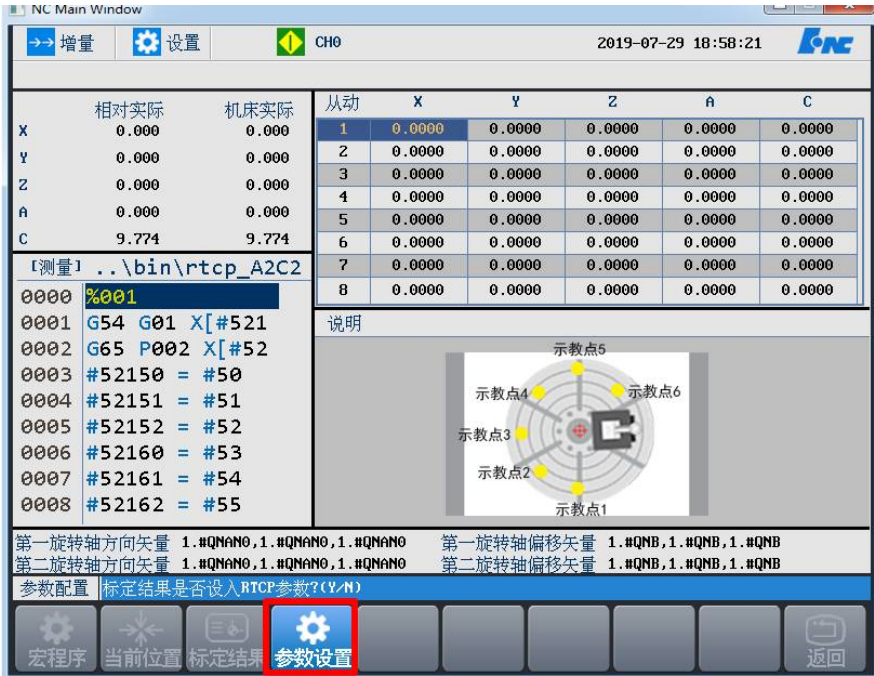 NC Main Window
增量 设置 CH0 2019-07-29 18:58:21
相对实际 机床实际
X 0.000 0.000
Y 0.000 0.000
Z 0.000 0.000
A 0.000 0.000
C 9.774 9.774
从动 X Y Z A C
1 0.0000 0.0000 0.0000 0.0000 0.0000
2 0.0000 0.0000 0.0000 0.0000 0.0000
3 0.0000 0.0000 0.0000 0.0000 0.0000
4 0.0000 0.0000 0.0000 0.0000 0.0000
5 0.0000 0.0000 0.0000 0.0000 0.0000
6 0.0000 0.0000 0.0000 0.0000 0.0000
7 0.0000 0.0000 0.0000 0.0000 0.0000
8 0.0000 0.0000 0.0000 0.0000 0.0000
[测量] ..\bin\rtcp_A2C2
0000 %001
0001 G54 G01 X[#521
0002 G65 P002 X[#52
0003 #52150 = #50
0004 #52151 = #51
0005 #52152 = #52
0006 #52160 = #53
0007 #52161 = #54
0008 #52162 = #55
说明
示教点5
示教点4
示教点6
示教点3
示教点2
示教点1
第一旋转轴方向矢量 1.#QNAN0,1.#QNAN0,1.#QNAN0 第一旋转轴偏移矢量 1.#QNB,1.#QNB,1.#QNB
第二旋转轴方向矢量 1.#QNAN0,1.#QNAN0,1.#QNAN0 第二旋转轴偏移矢量 1.#QNB,1.#QNB,1.#QNB
参数配置 标定结果是否设入RTCP参数?(Y/N)
宏程序 当前位置 标定结果 参数设置 返回